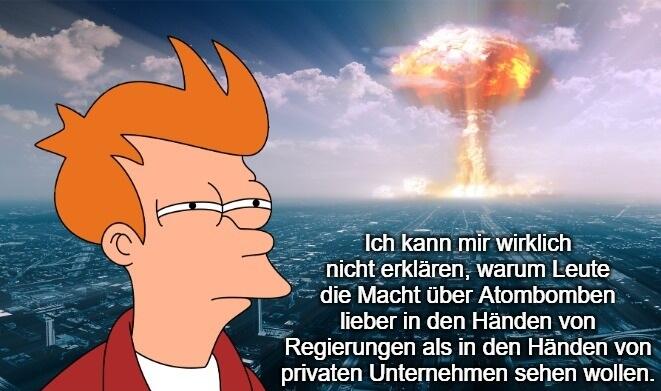 Ich kann mir wirklich
nicht erklären, warum Leute
die Macht über Atombomben
lieber in den Händen von
Regierungen als in den Händen von
privaten Unternehmen sehen wollen.